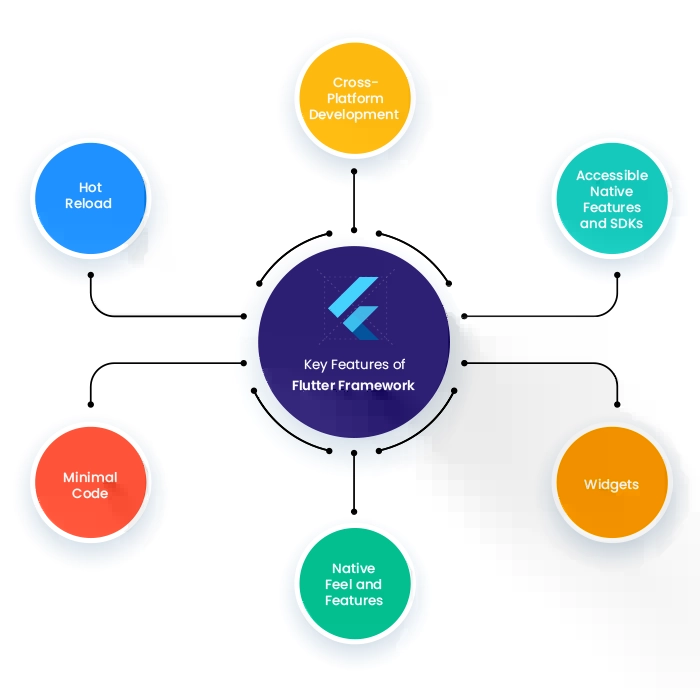 Cross-
Platform
Development
Hot
Reload
Accessible
Native
Features
and SDKs
Key Features of
Flutter Framework
Minimal
Code
Widgets
Native
Feel and
Features